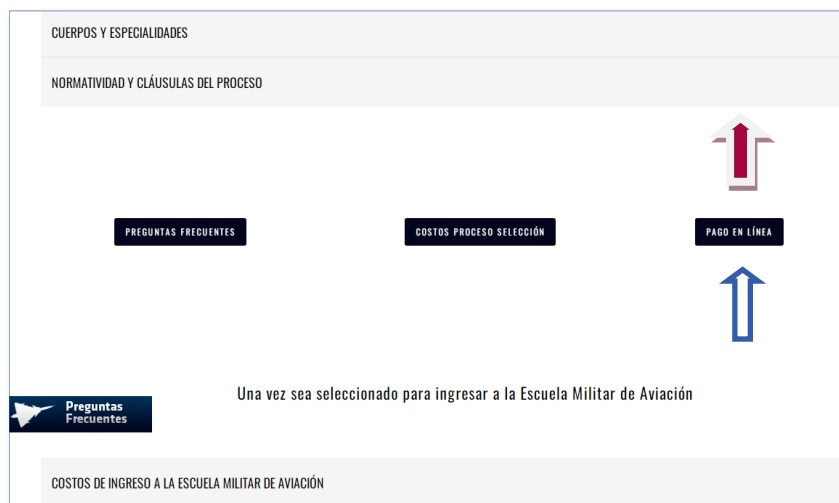 CUERPOS Y ESPECIALIDADES
NORMATIVIDAD Y CLÁUSULAS DEL PROCESO
PREGUNTAS FRECUENTES
COSTOS PROCESO SELECCIÓN
PAGO EN LÍNEA
Una vez sea seleccionado para ingresar a la Escuela Militar de Aviación
Preguntas
Frecuentes
COSTOS DE INGRESO A LA ESCUELA MILITAR DE AVIACIÓN